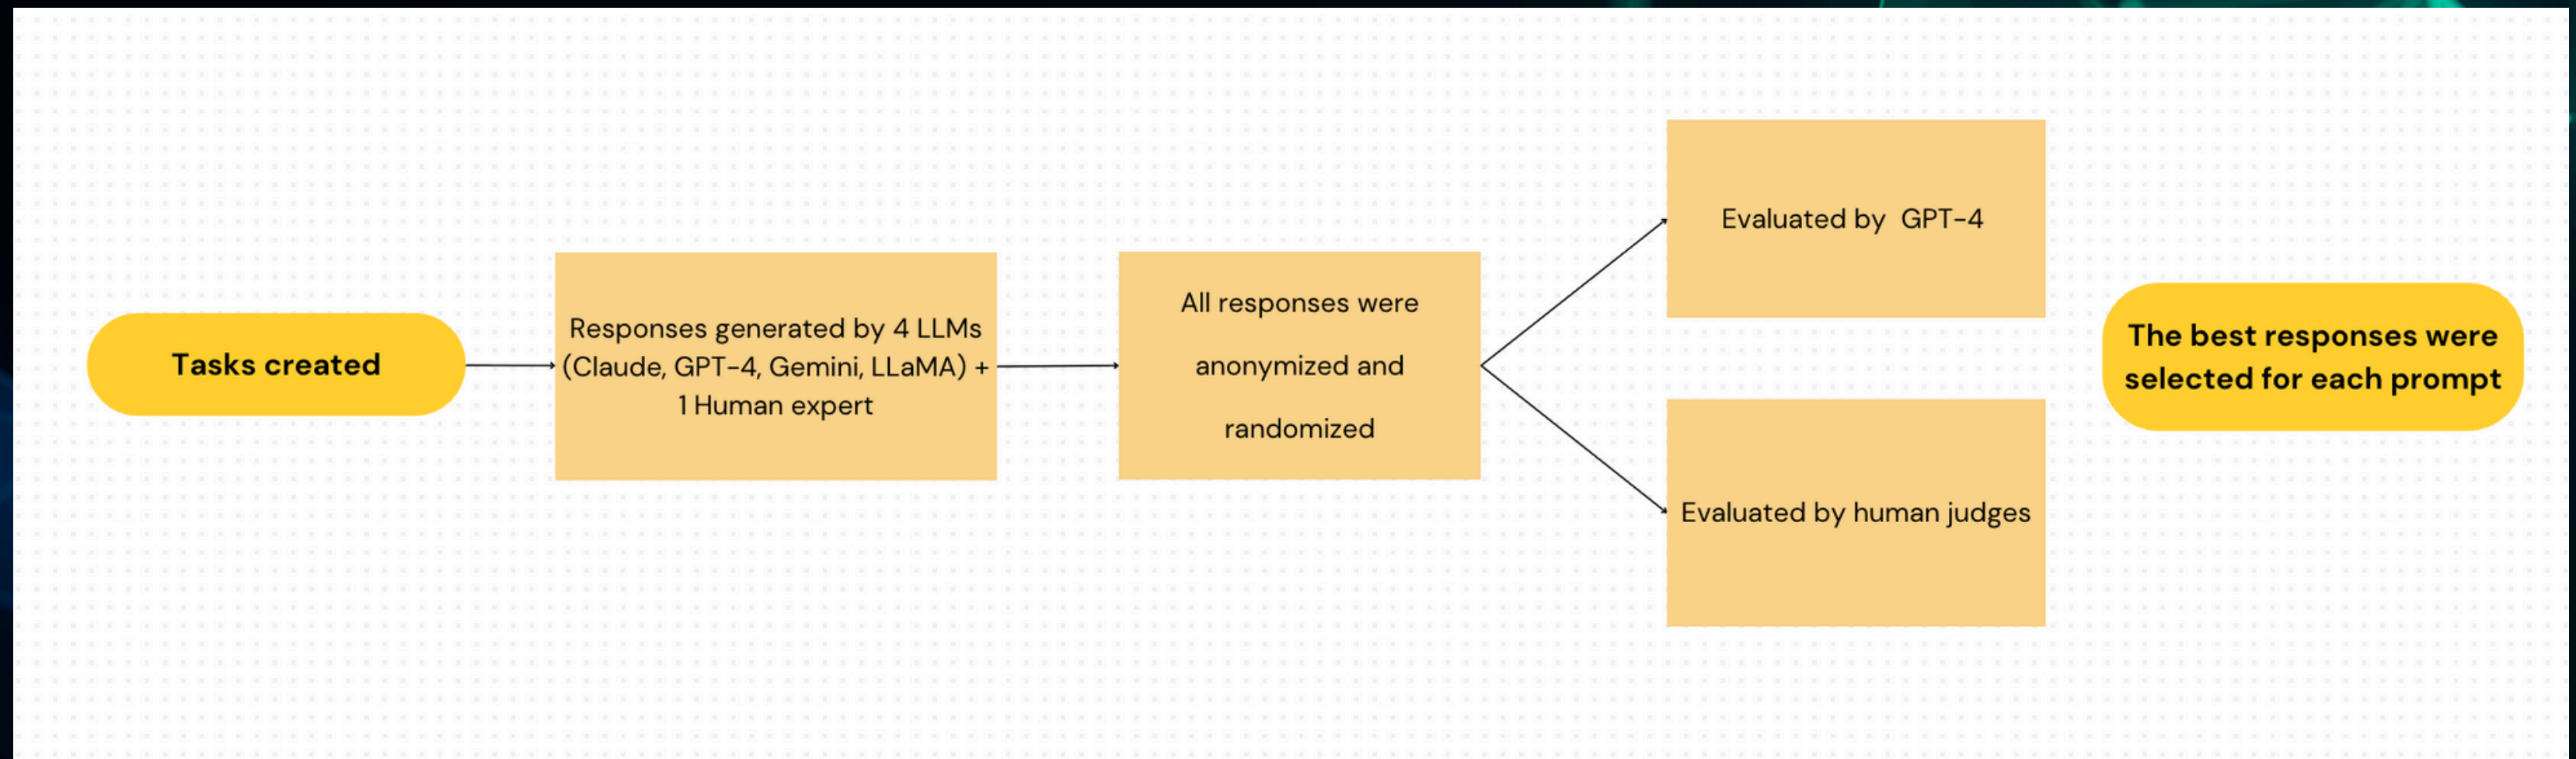 Tasks created
Responses generated by 4 LLMs
(Claude, GPT-4, Gemini, LLaMA) +
1 Human expert
All responses were
anonymized and
randomized
Evaluated by GPT-4
Evaluated by human judges
The best responses were
selected for each prompt